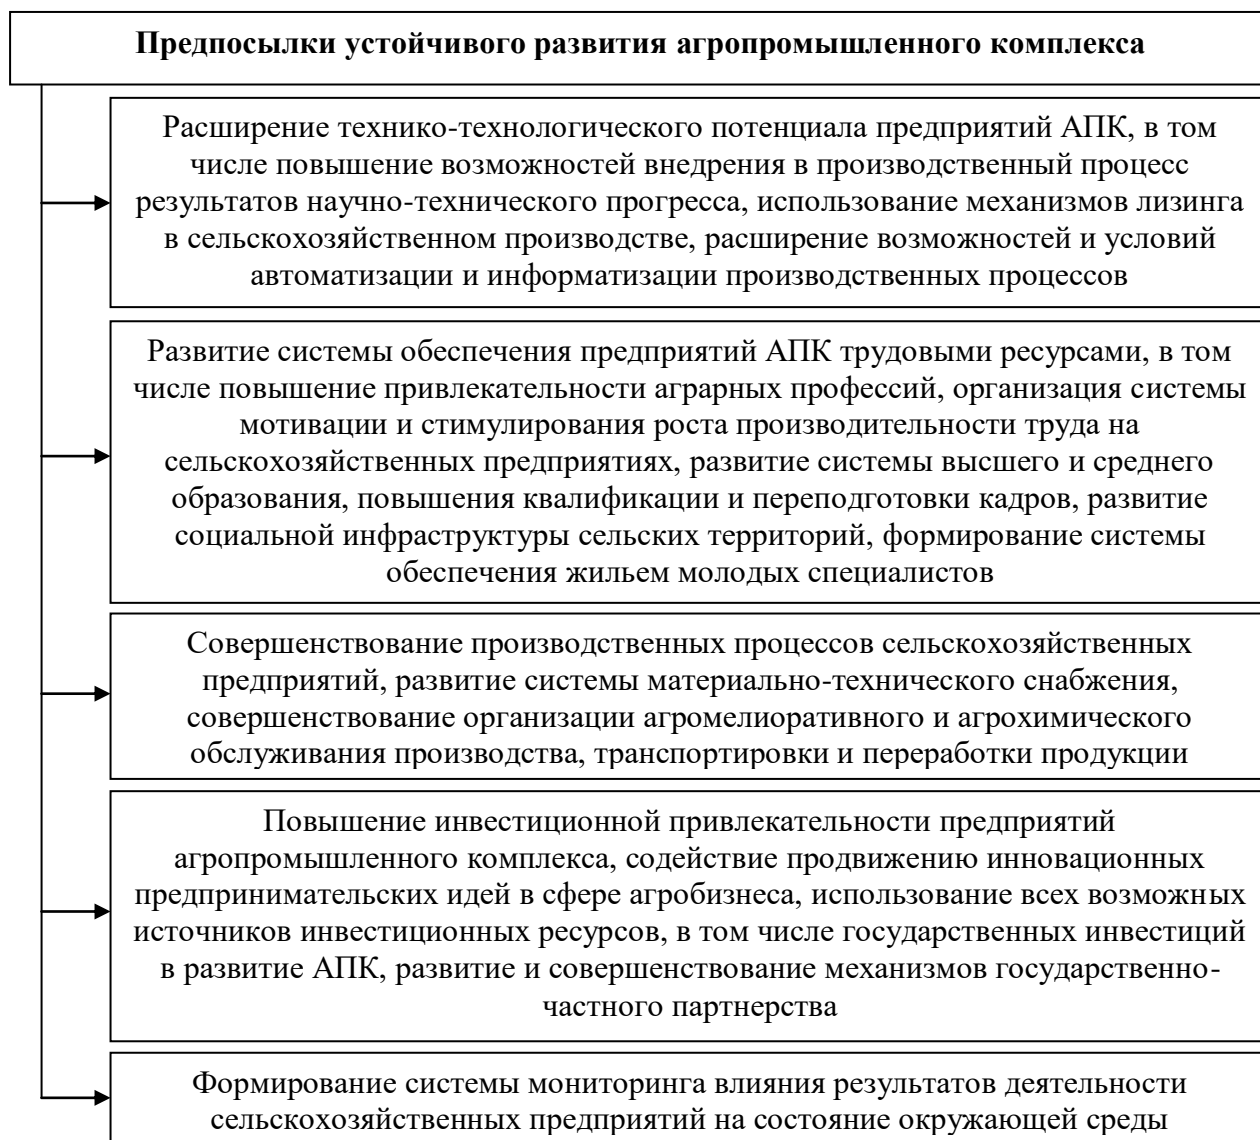 Предпосылки устойчивого развития агропромышленного комплекса
Расширение технико-технологического потенциала предприятий АПК, в том
числе повышение возможностей внедрения в производственный процесс
результатов научно-технического прогресса, использование механизмов лизинга
в сельскохозяйственном производстве, расширение возможностей и условий
автоматизации и информатизации производственных процессов
Развитие системы обеспечения предприятий АПК трудовыми ресурсами, в том
числе повышение привлекательности аграрных профессий, организация системы
мотивации и стимулирования роста производительности труда на
сельскохозяйственных предприятиях, развитие системы высшего и среднего
образования, повышения квалификации и переподготовки кадров, развитие
социальной инфраструктуры сельских территорий, формирование системы
обеспечения жильем молодых специалистов
Совершенствование производственных процессов сельскохозяйственных
предприятий, развитие системы материально-технического снабжения,
совершенствование организации агромелиоративного и агрохимического
обслуживания производства, транспортировки и переработки продукции
Повышение инвестиционной привлекательности предприятий
агропромышленного комплекса, содействие продвижению инновационных
предпринимательских идей в сфере агробизнеса, использование всех возможных
источников инвестиционных ресурсов, в том числе государственных инвестиций
в развитие АПК, развитие и совершенствование механизмов государственно-
частного партнерства
Формирование системы мониторинга влияния результатов деятельности
сельскохозяйственных предприятий на состояние окружающей среды